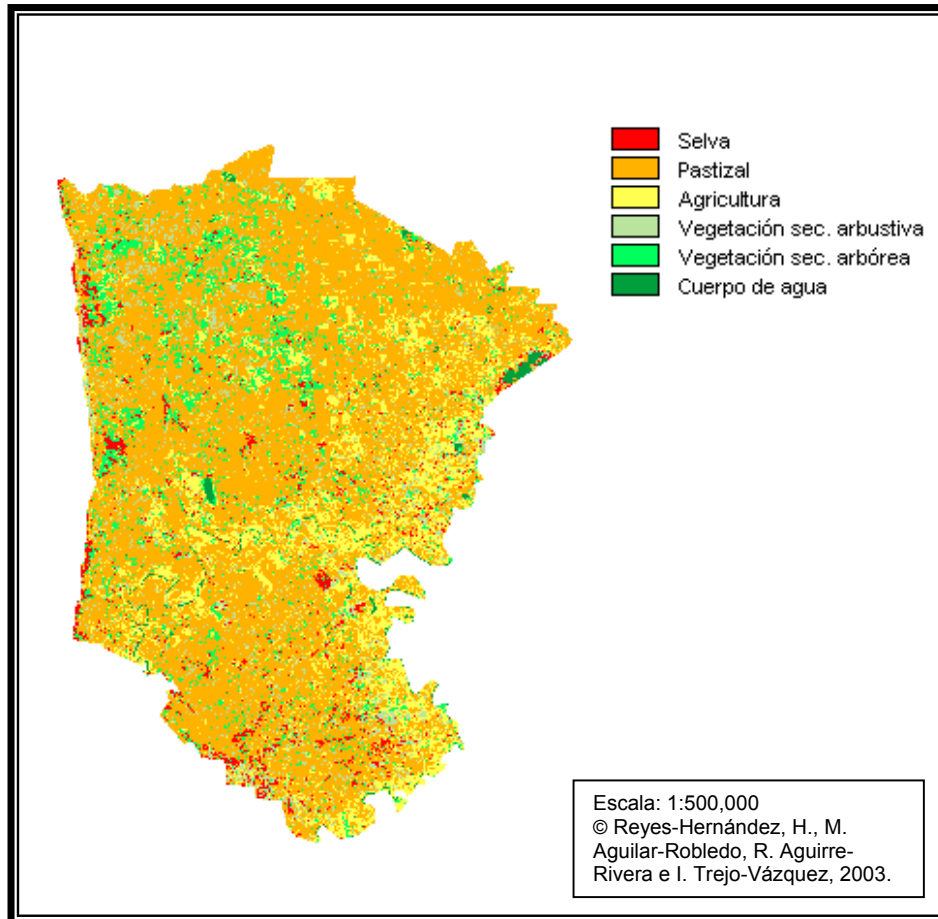 Selva
Pastizal
Agricultura
Vegetación sec. arbustiva
Vegetación sec. arbórea
Cuerpo de agua
Escala: 1:500,000
© Reyes-Hernández, H., M.
Aguilar-Robledo, R. Aguirre-
Rivera e I. Trejo-Vázquez, 2003.